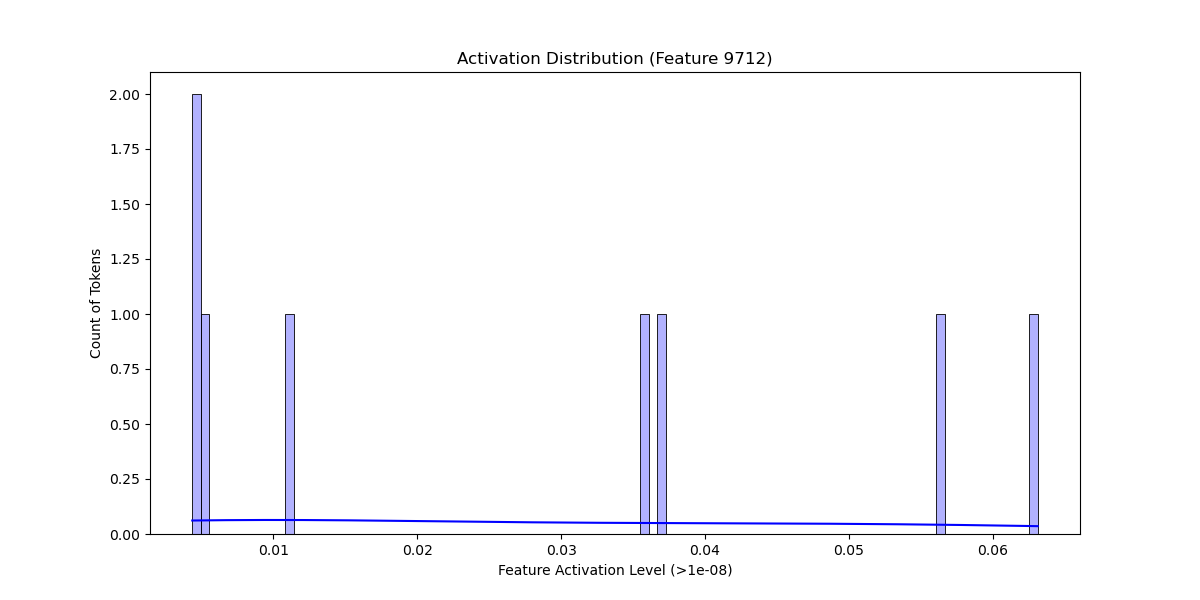 Activation Distribution (Feature 9712)
2.00
1.75
1.50
1.25
1.00
0.75
0.50
0.25
0.00
Count of Tokens
0.01 0.02 0.03 0.04 0.05 0.06
Feature Activation Level (>1e-08)